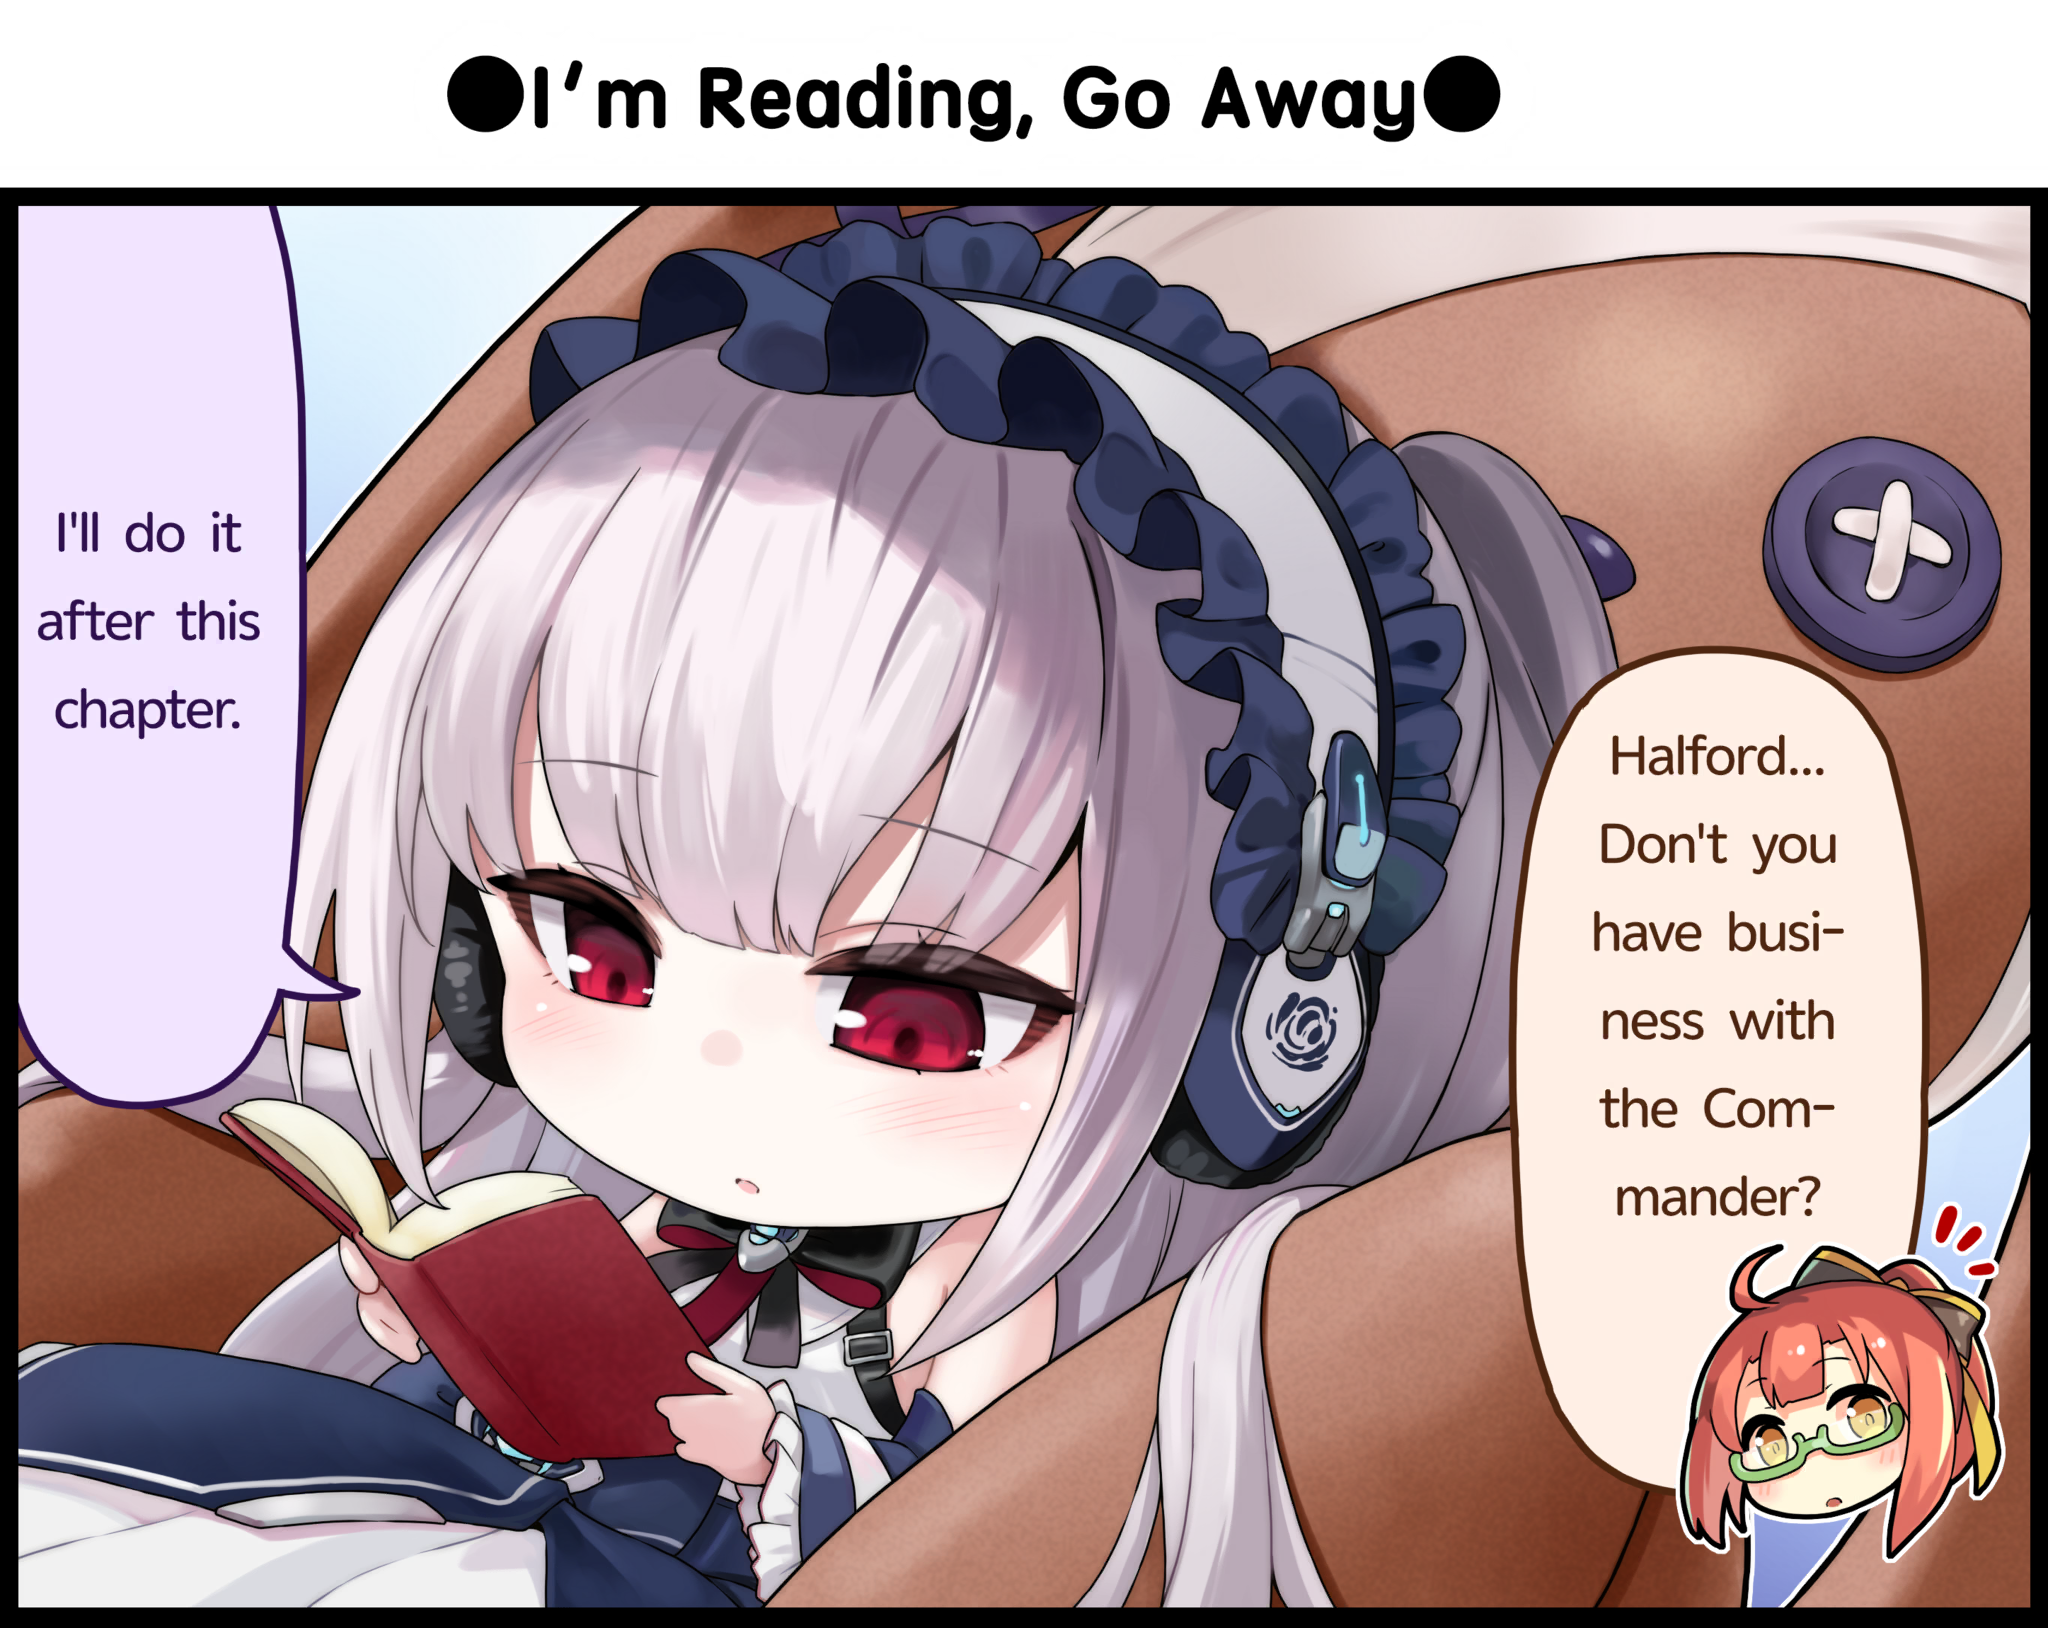 ●I'm Reading, Go Away●
Halford...
Don't you
have busi-
ness with
the Com-
mander?
I'll do it
after this
chapter.